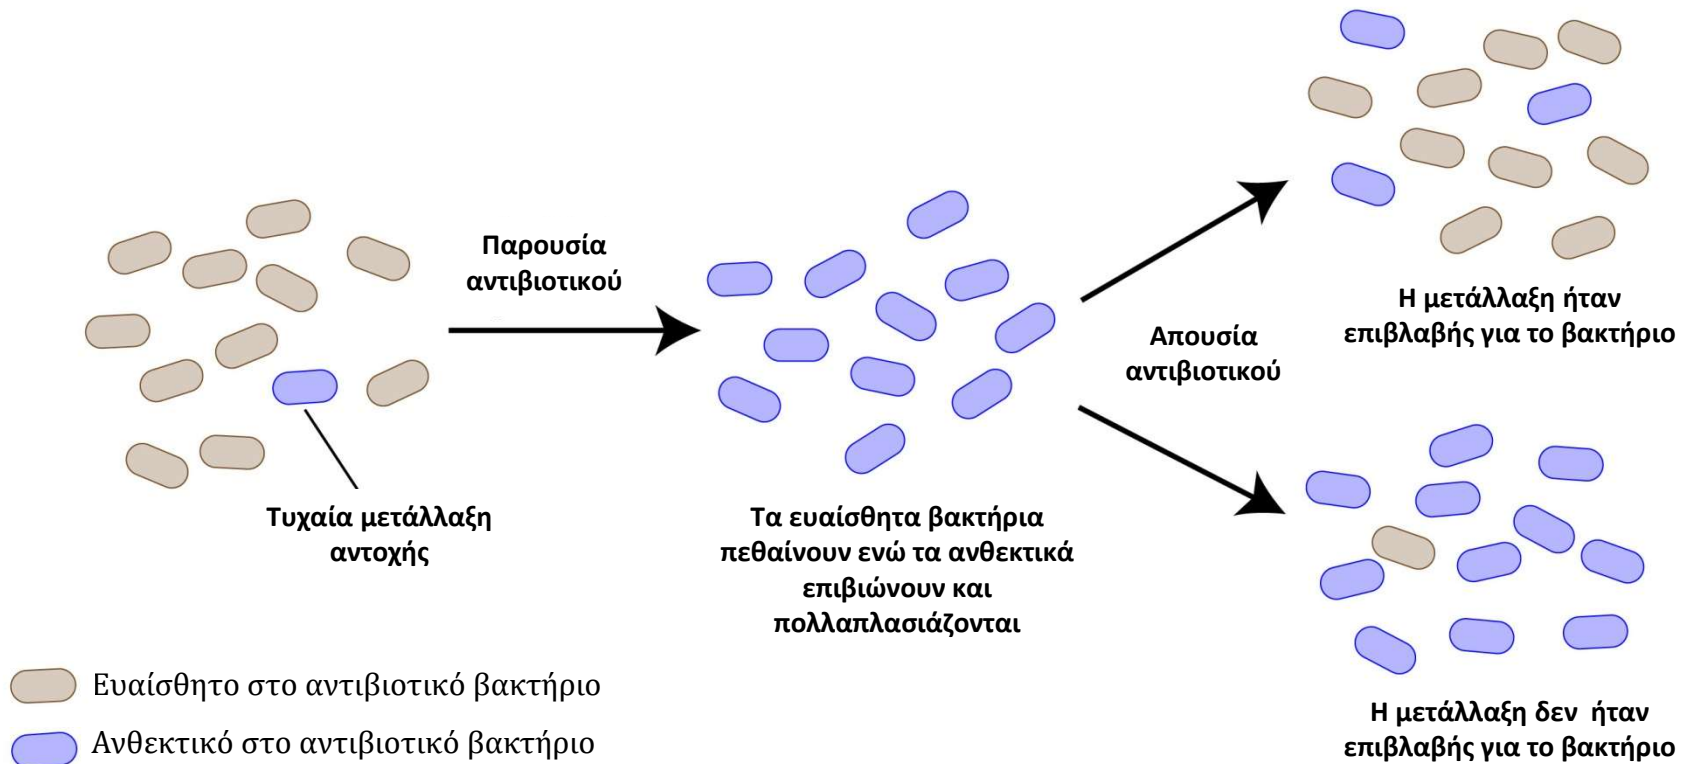 Παρουσία
αντιβιοτικού
Τυχαία μετάλλαξη
αντοχής
Τα ευαίσθητα βακτήρια
πεθαίνουν ενώ τα ανθεκτικά
επιβιώνουν και
πολλαπλασιάζονται
Απουσία
αντιβιοτικού
Η μετάλλαξη ήταν
επιβλαβής για το βακτήριο
Η μετάλλαξη δεν ήταν
επιβλαβής για το βακτήριο
Ευαίσθητο στο αντιβιοτικό βακτήριο
Ανθεκτικό στο αντιβιοτικό βακτήριο